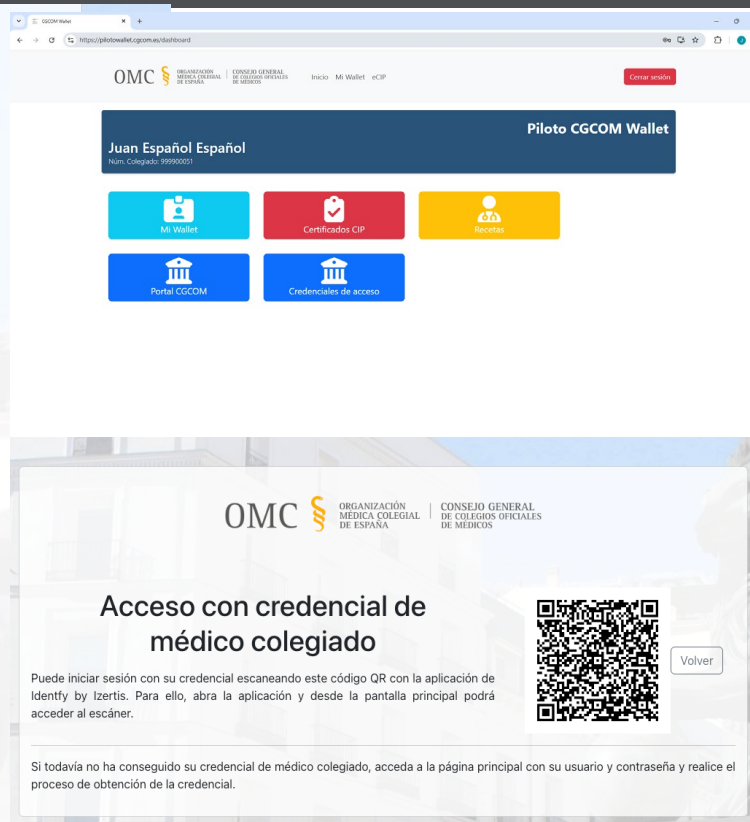 CGCOM Wallet
https://pilotowallet.cgcom.es/dashboard
OMC
ORGANIZACIÓN
MÉDICA COLEGIAL
DE ESPAÑA
CONSEJO GENERAL
DE COLEGIOS OFICIALES
DE MÉDICOS
Inicio Mi Wallet eCIP
Cerrar sesión
Piloto CGCOM Wallet
Juan Español Español
Núm. Colegiado: 999900051
Mi Wallet
Certificados CIP
Recetas
Portal CGCOM
Credenciales de acceso
OMC
ORGANIZACIÓN
MÉDICA COLEGIAL
DE ESPAÑA
CONSEJO GENERAL
DE COLEGIOS OFICIALES
DE MÉDICOS
Acceso con credencial de
médico colegiado
Volver
Puede iniciar sesión con su credencial escaneando este código QR con la aplicación de
Identfy by Izertis. Para ello, abra la aplicación y desde la pantalla principal podrá
acceder al escáner.
Si todavía no ha conseguido su credencial de médico colegiado, acceda a la página principal con su usuario y contraseña y realice el
proceso de obtención de la credencial.